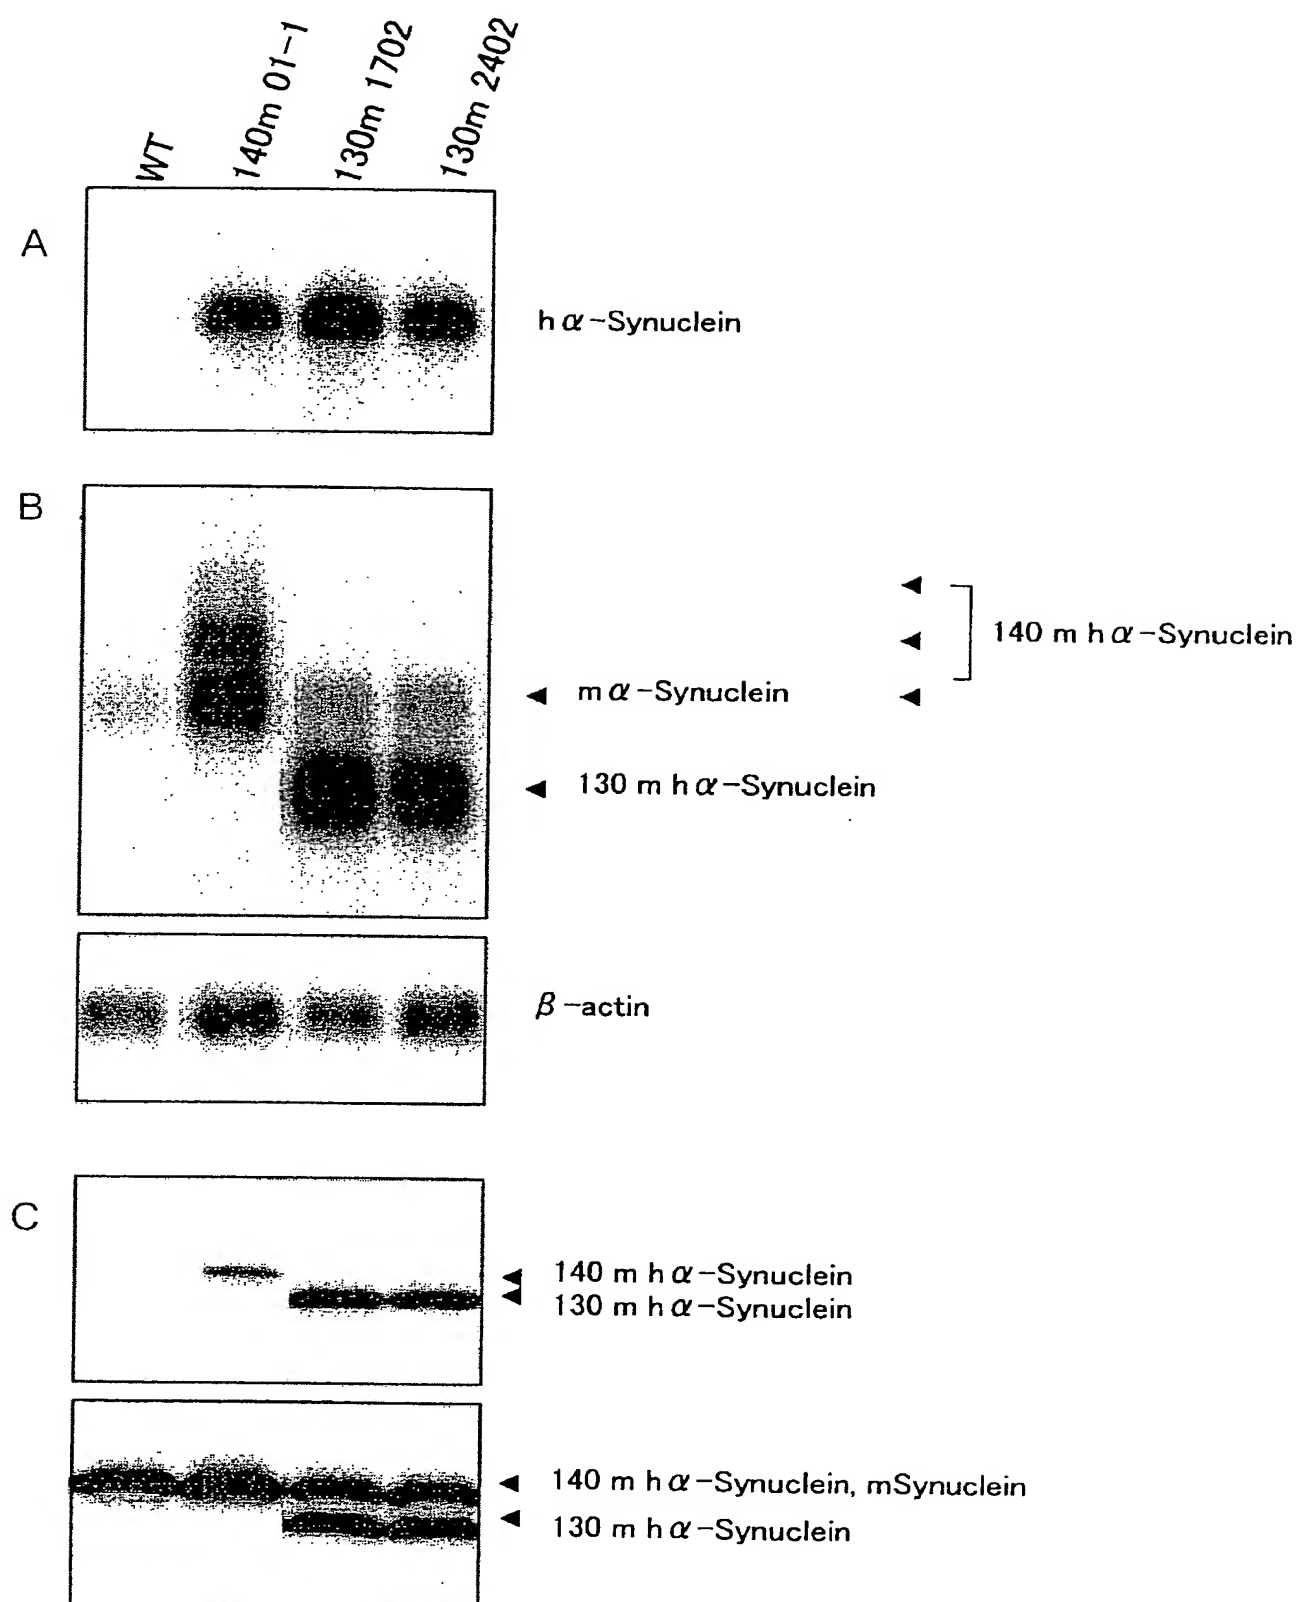 WT
140m 01-1
130m 1702
130m 2402
A
h α-Synuclein
B
140 m h α-Synuclein
m α-Synuclein
130 m h α-Synuclein
β-actin
C
140 m h α-Synuclein
130 m h α-Synuclein
140 m h α-Synuclein, mSynuclein
130 m h α-Synuclein